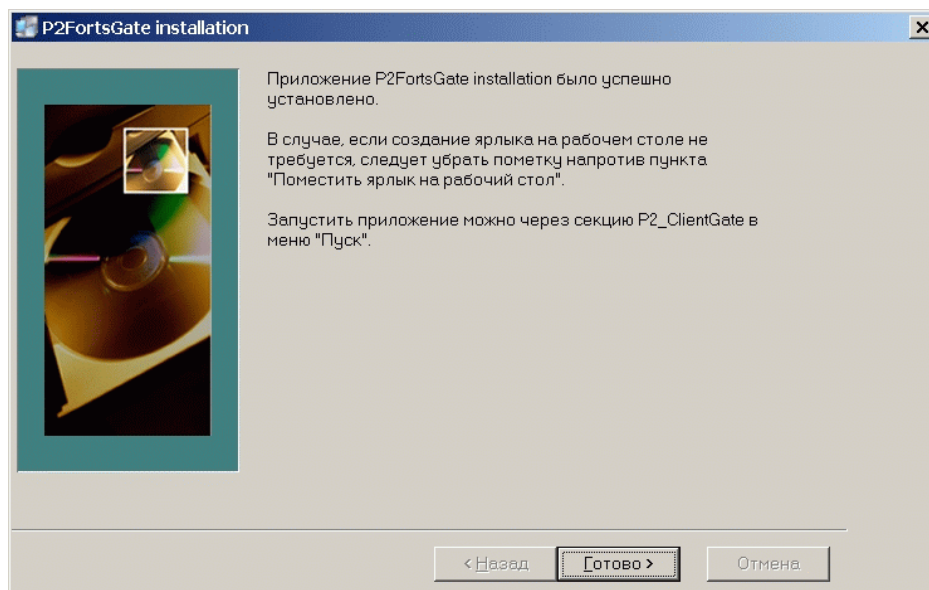 P2FortsGate installation
Приложение P2FortsGate installation было успешно
установлено.
В случае, если создание ярлыка на рабочем столе не
требуется, следует убрать пометку напротив пункта
"Поместить ярлык на рабочий стол".
Запустить приложение можно через секцию P2_ClientGate в
меню "Пуск".
< Назад
Готово >
Отмена